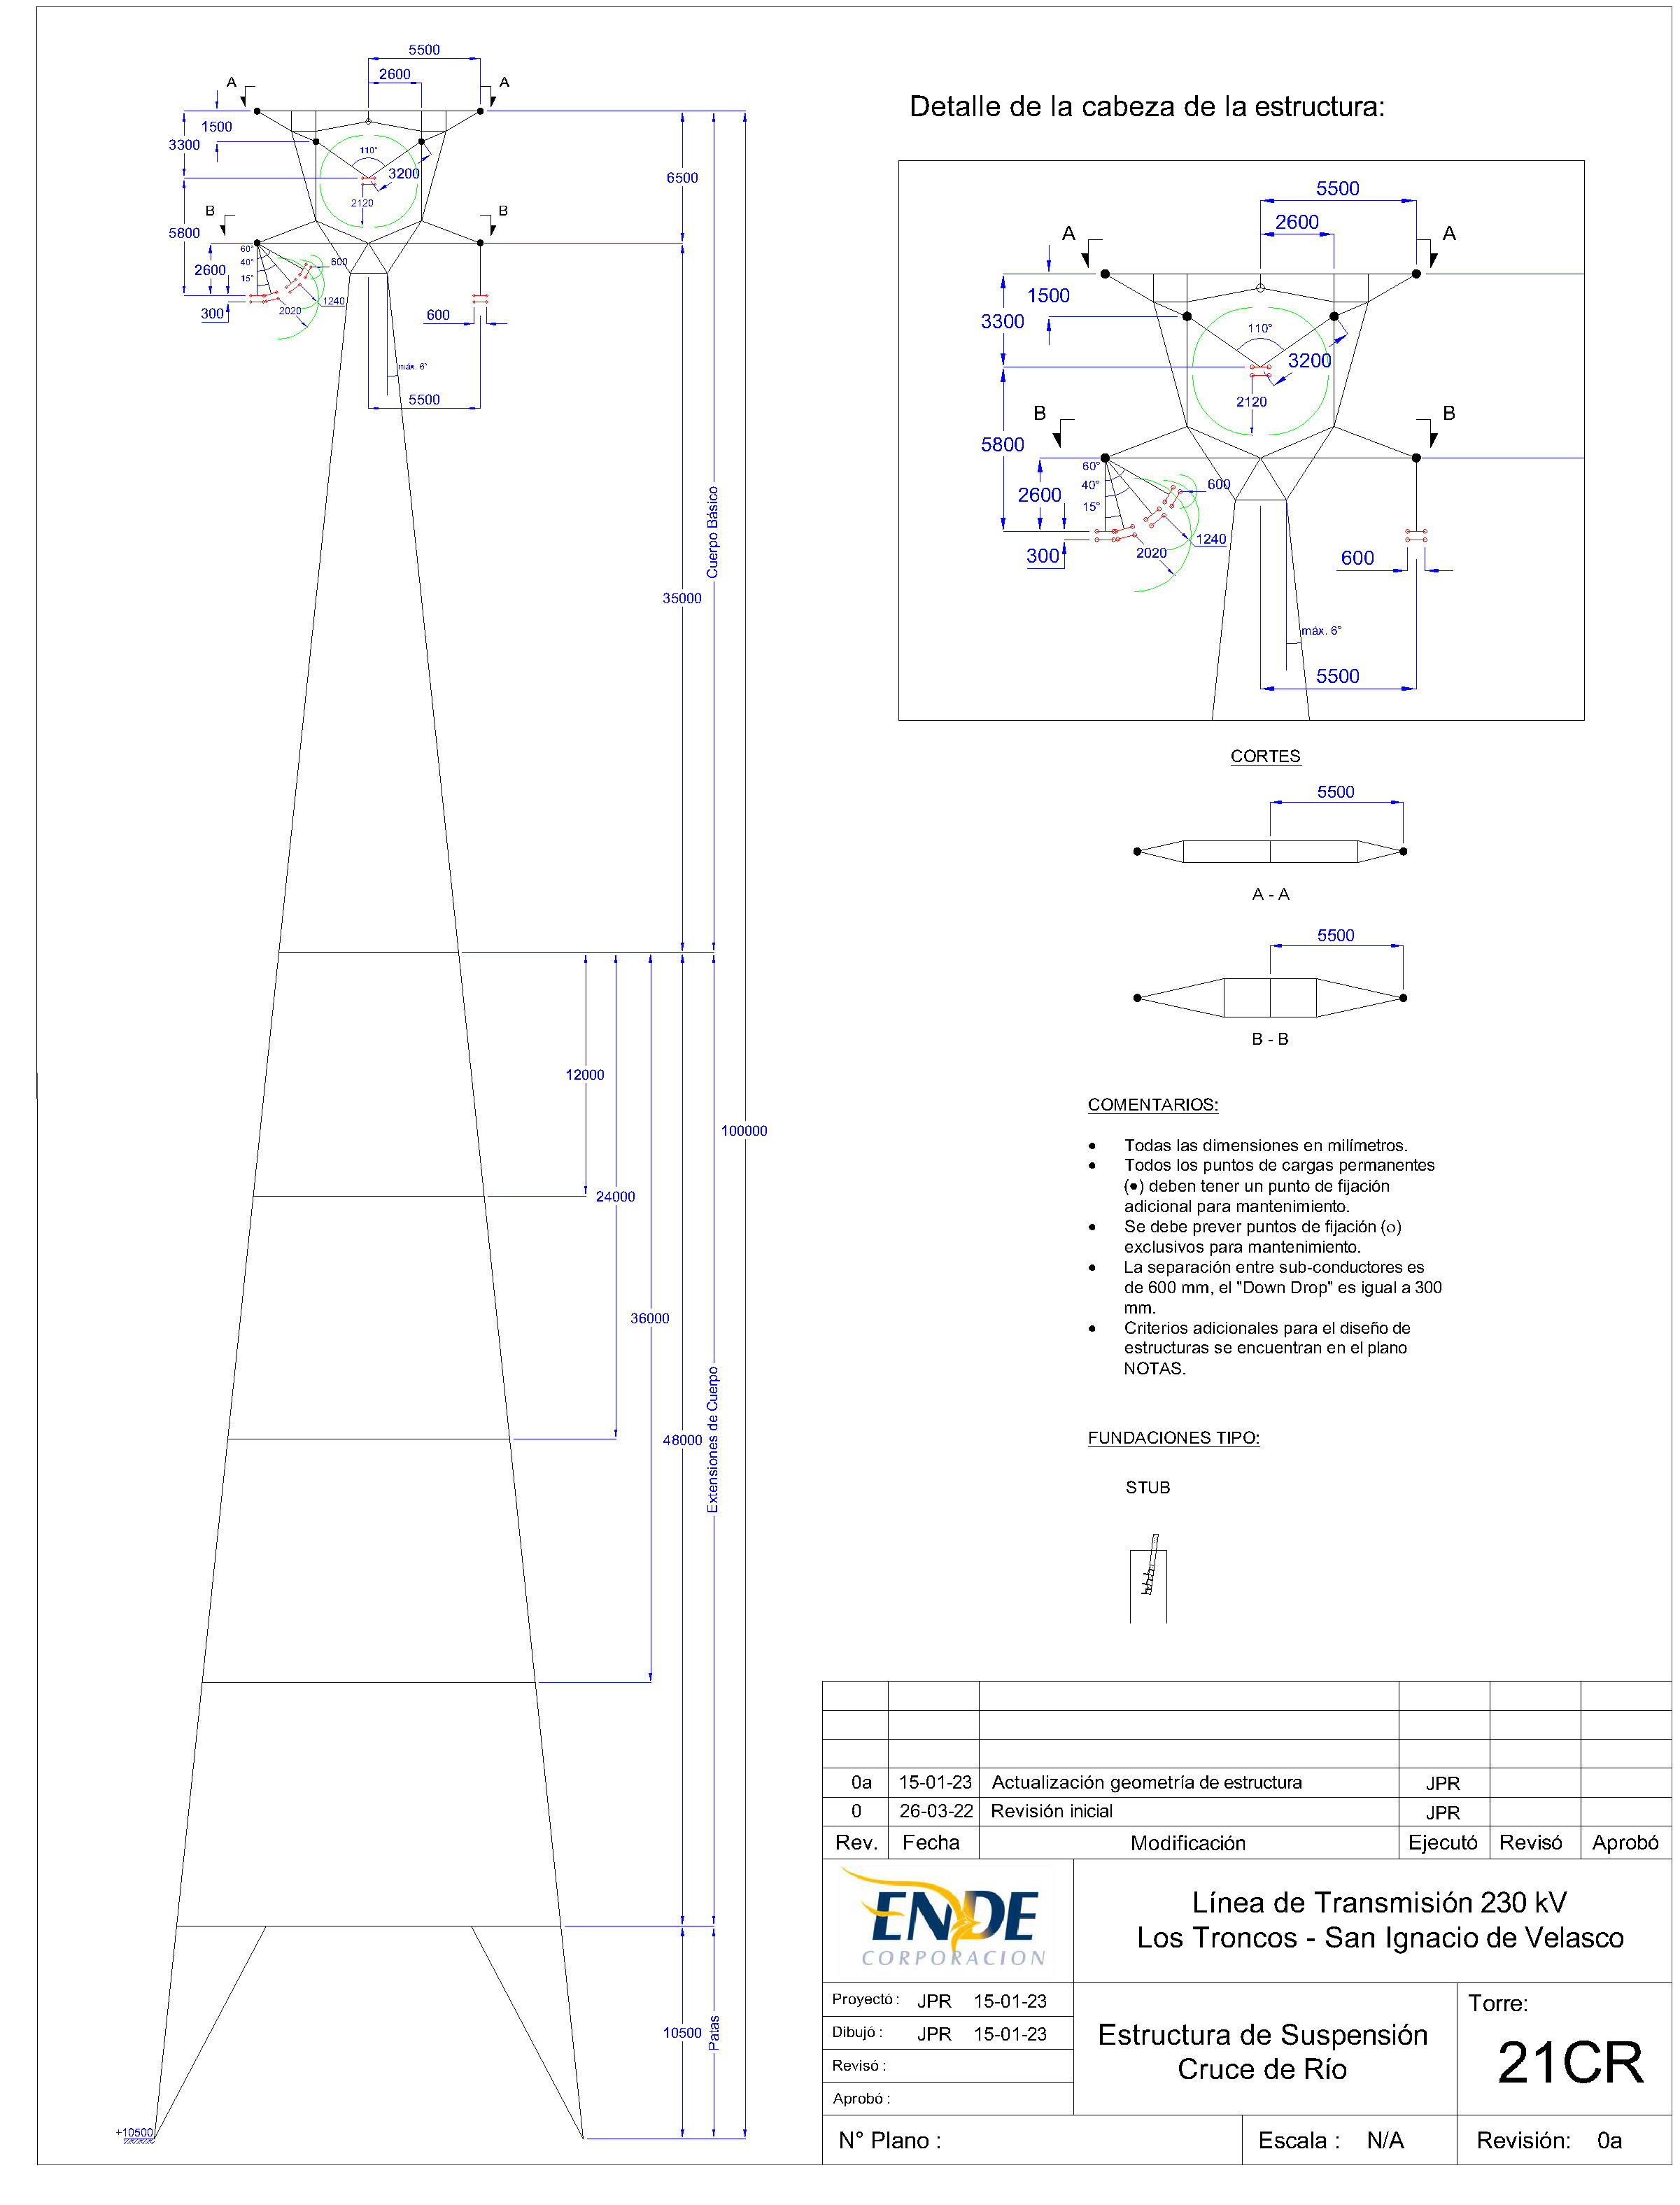 5500
2600
A
A
1500
3300
110°
3200
6500
2120
B
B
5800
60°
40°
2600
15°
600
1240
300
2020
600
máx. 6°
5500
Cuerpo Básico
35000
12000
100000
24000
36000
48000
Extensiones de Cuerpo
10500
Patas
+10500
Detalle de la cabeza de la estructura:
5500
2600
A
A
1500
3300
110°
3200
2120
B
B
5800
60°
40°
2600
15°
600
1240
300
2020
600
máx. 6°
5500
CORTES
5500
A - A
5500
B - B
COMENTARIOS:
• Todas las dimensiones en milímetros.
• Todos los puntos de cargas permanentes
(●) deben tener un punto de fijación
adicional para mantenimiento.
• Se debe prever puntos de fijación (o)
exclusivos para mantenimiento.
• La separación entre sub-conductores es
de 600 mm, el "Down Drop" es igual a 300
mm.
• Criterios adicionales para el diseño de
estructuras se encuentran en el plano
NOTAS.
FUNDACIONES TIPO:
STUB
0a 15-01-23 Actualización geometría de estructura JPR
0 26-03-22 Revisión inicial JPR
Rev. Fecha Modificación Ejecutó Revisó Aprobó
ENDE
CORPORACION
Línea de Transmisión 230 kV
Los Troncos - San Ignacio de Velasco
Proyectó : JPR 15-01-23
Dibujó : JPR 15-01-23
Revisó :
Aprobó :
Estructura de Suspensión
Cruce de Río
Torre:
21CR
N° Plano :
Escala : N/A
Revisión: 0a